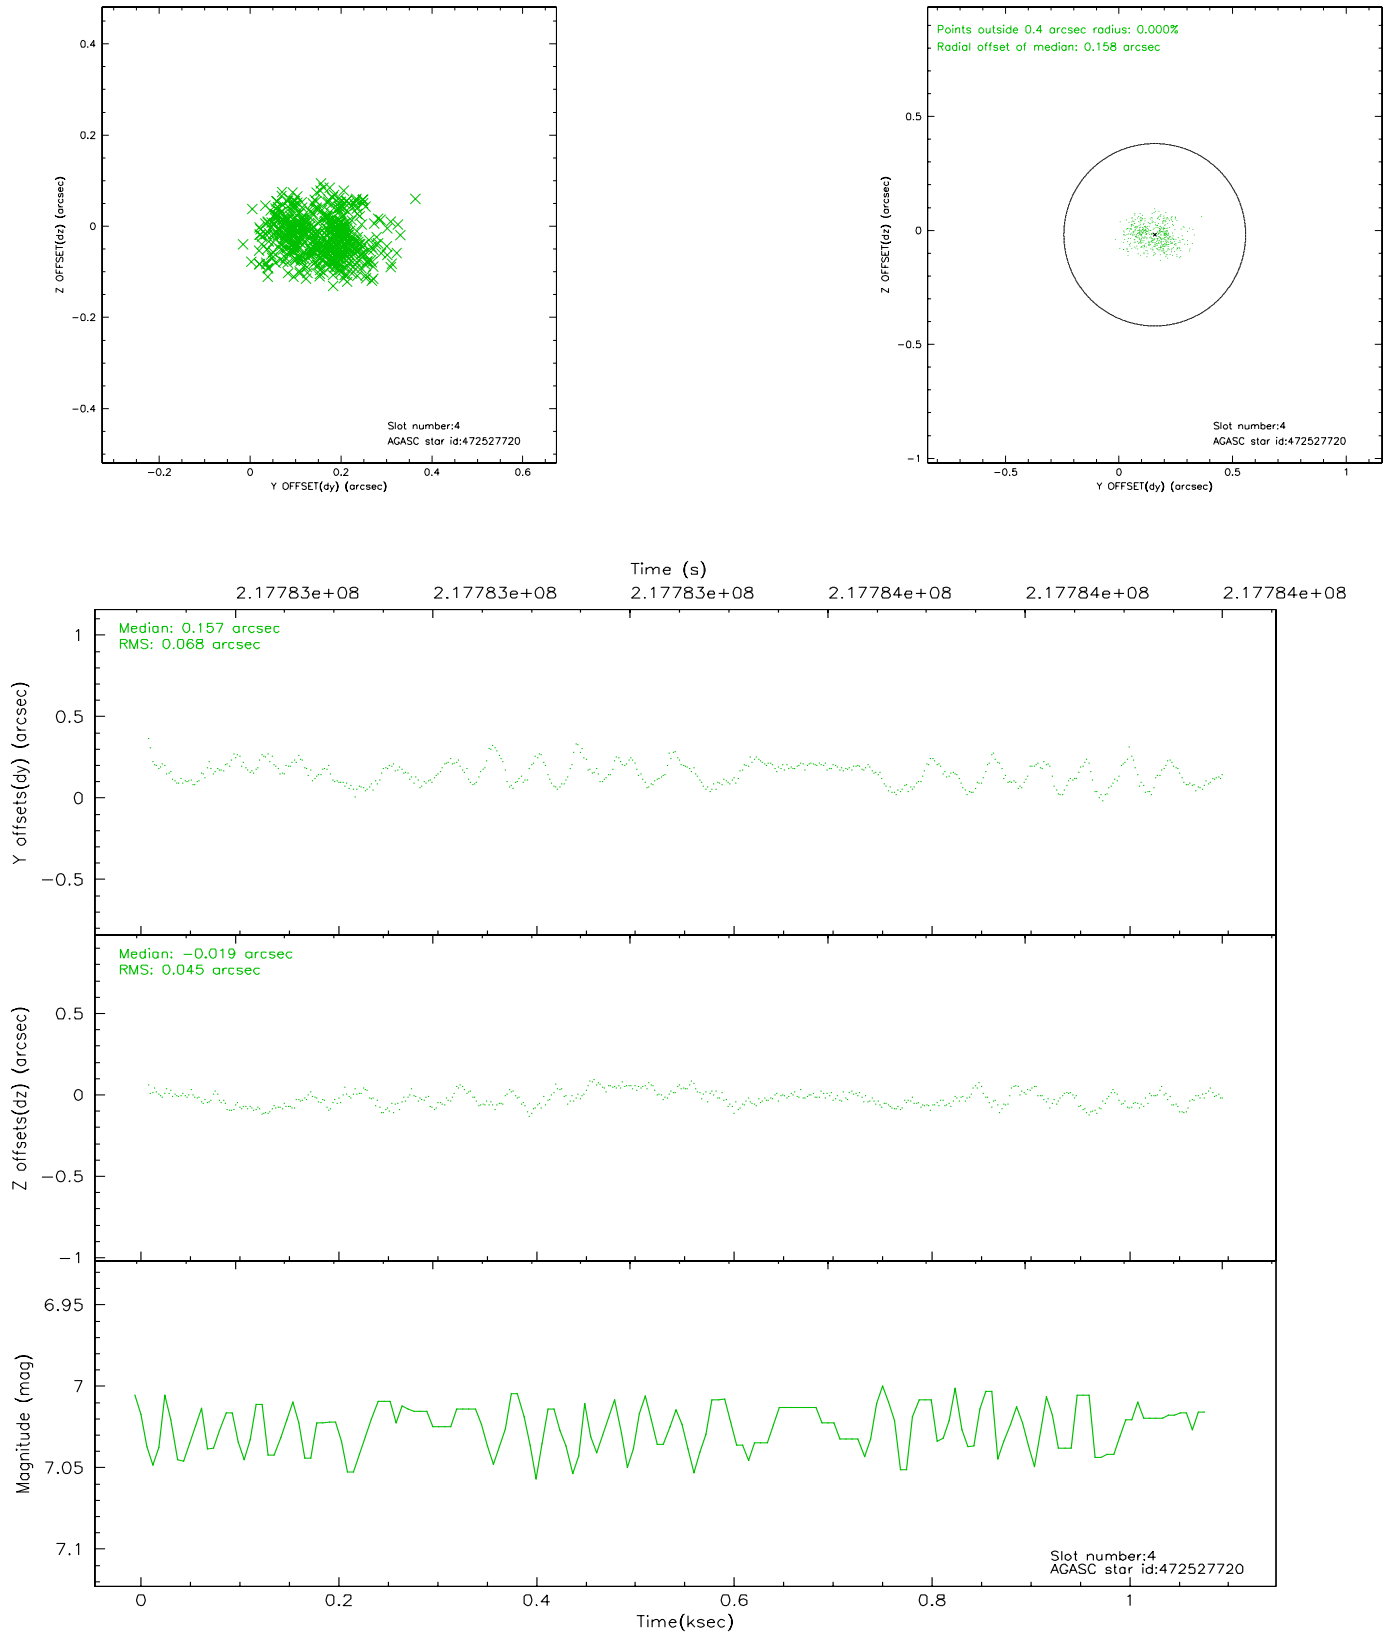 0.4
0.2
0
-0.2
-0.4
Z OFFSET(dz) (arcsec)
Slot number:4
AGASC star id:472527720
-0.2 0 0.2 0.4 0.6
Y OFFSET(dy) (arcsec)
Points outside 0.4 arcsec radius: 0.000%
Radial offset of median: 0.158 arcsec
0.5
0
-0.5
-1
Z OFFSET(dz) (arcsec)
Slot number:4
AGASC star id:472527720
-0.5 0 0.5 1
Y OFFSET(dy) (arcsec)
Time (s)
2.17783e+08 2.17783e+08 2.17783e+08 2.17784e+08 2.17784e+08 2.17784e+08
Median: 0.157 arcsec
RMS: 0.068 arcsec
1
0.5
0
-0.5
Y offsets(dy) (arcsec)
Median: -0.019 arcsec
RMS: 0.045 arcsec
0.5
0
-0.5
-1
Z offsets(dz) (arcsec)
6.95
7
7.05
7.1
Magnitude (mag)
Slot number:4
AGASC star id:472527720
0 0.2 0.4 0.6 0.8 1
Time(ksec)